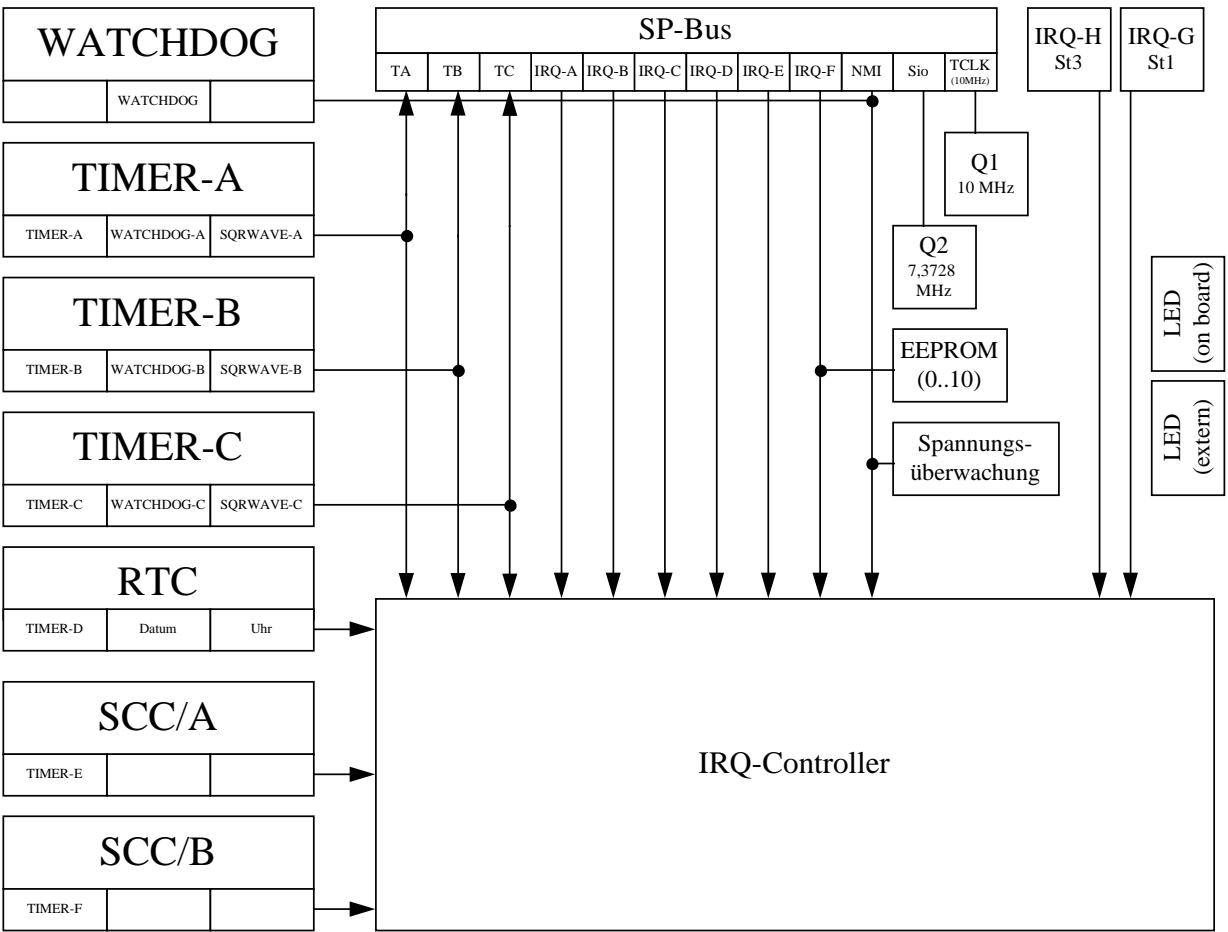 WATCHDOG
WATCHDOG
SP-Bus
TA TB TC IRQ-A IRQ-B IRQ-C IRQ-D IRQ-E IRQ-F NMI Sio TCLK
(10MHz)
IRQ-H
St3
IRQ-G
St1
TIMER-A
TIMER-A WATCHDOG-A SQRWAVE-A
Q1
10 MHz
Q2
7,3728
MHz
TIMER-B
TIMER-B WATCHDOG-B SQRWAVE-B
EEPROM
(0..10)
LED
(on board)
TIMER-C
TIMER-C WATCHDOG-C SQRWAVE-C
Spannungs-
überwachung
LED
(extern)
RTC
TIMER-D Datum Uhr
SCC/A
TIMER-E
IRQ-Controller
SCC/B
TIMER-F